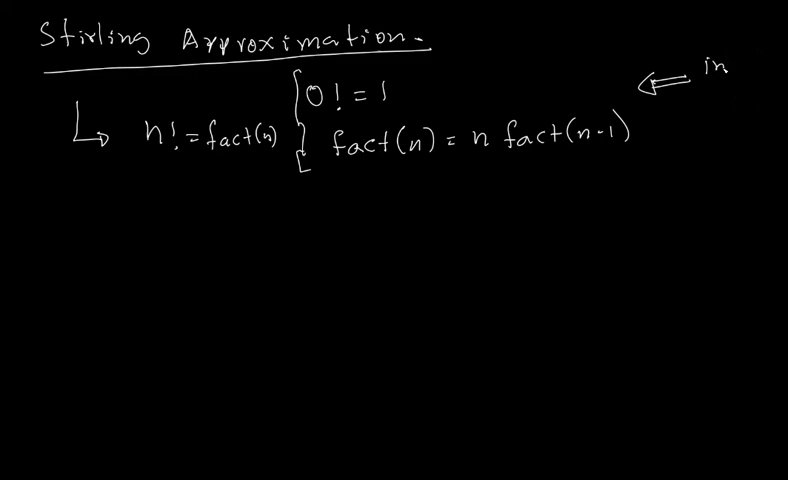 Stirling Approximation.
0! = 1
in
n! = fact(n)
fact(n) = n fact(n-1)